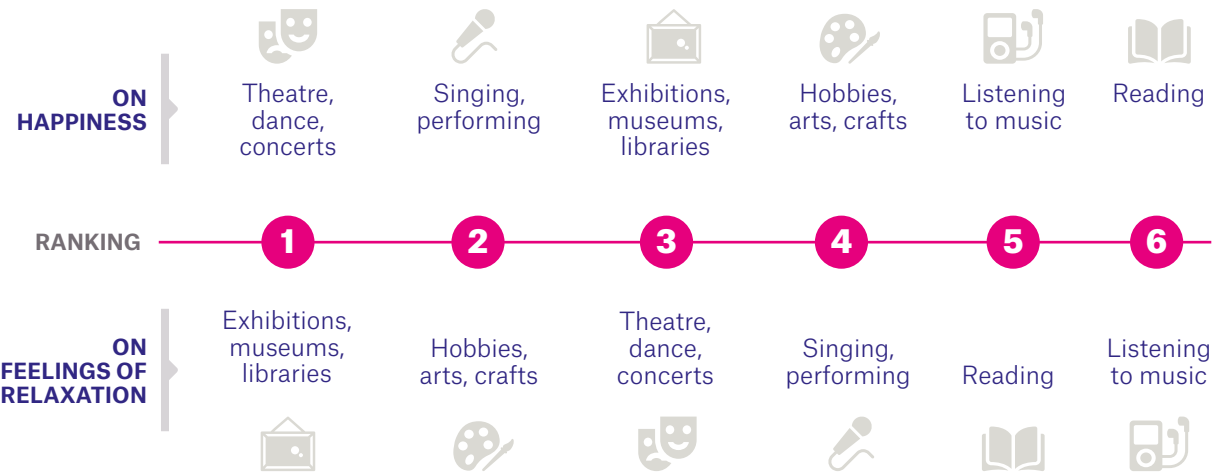 ON
HAPPINESS
Theatre,
dance,
concerts
Singing,
performing
Exhibitions,
museums,
libraries
Hobbies,
arts, crafts
Listening
to music
Reading
RANKING
1
2
3
4
5
6
ON
FEELINGS OF
RELAXATION
Exhibitions,
museums,
libraries
Hobbies,
arts, crafts
Theatre,
dance,
concerts
Singing,
performing
Reading
Listening
to music